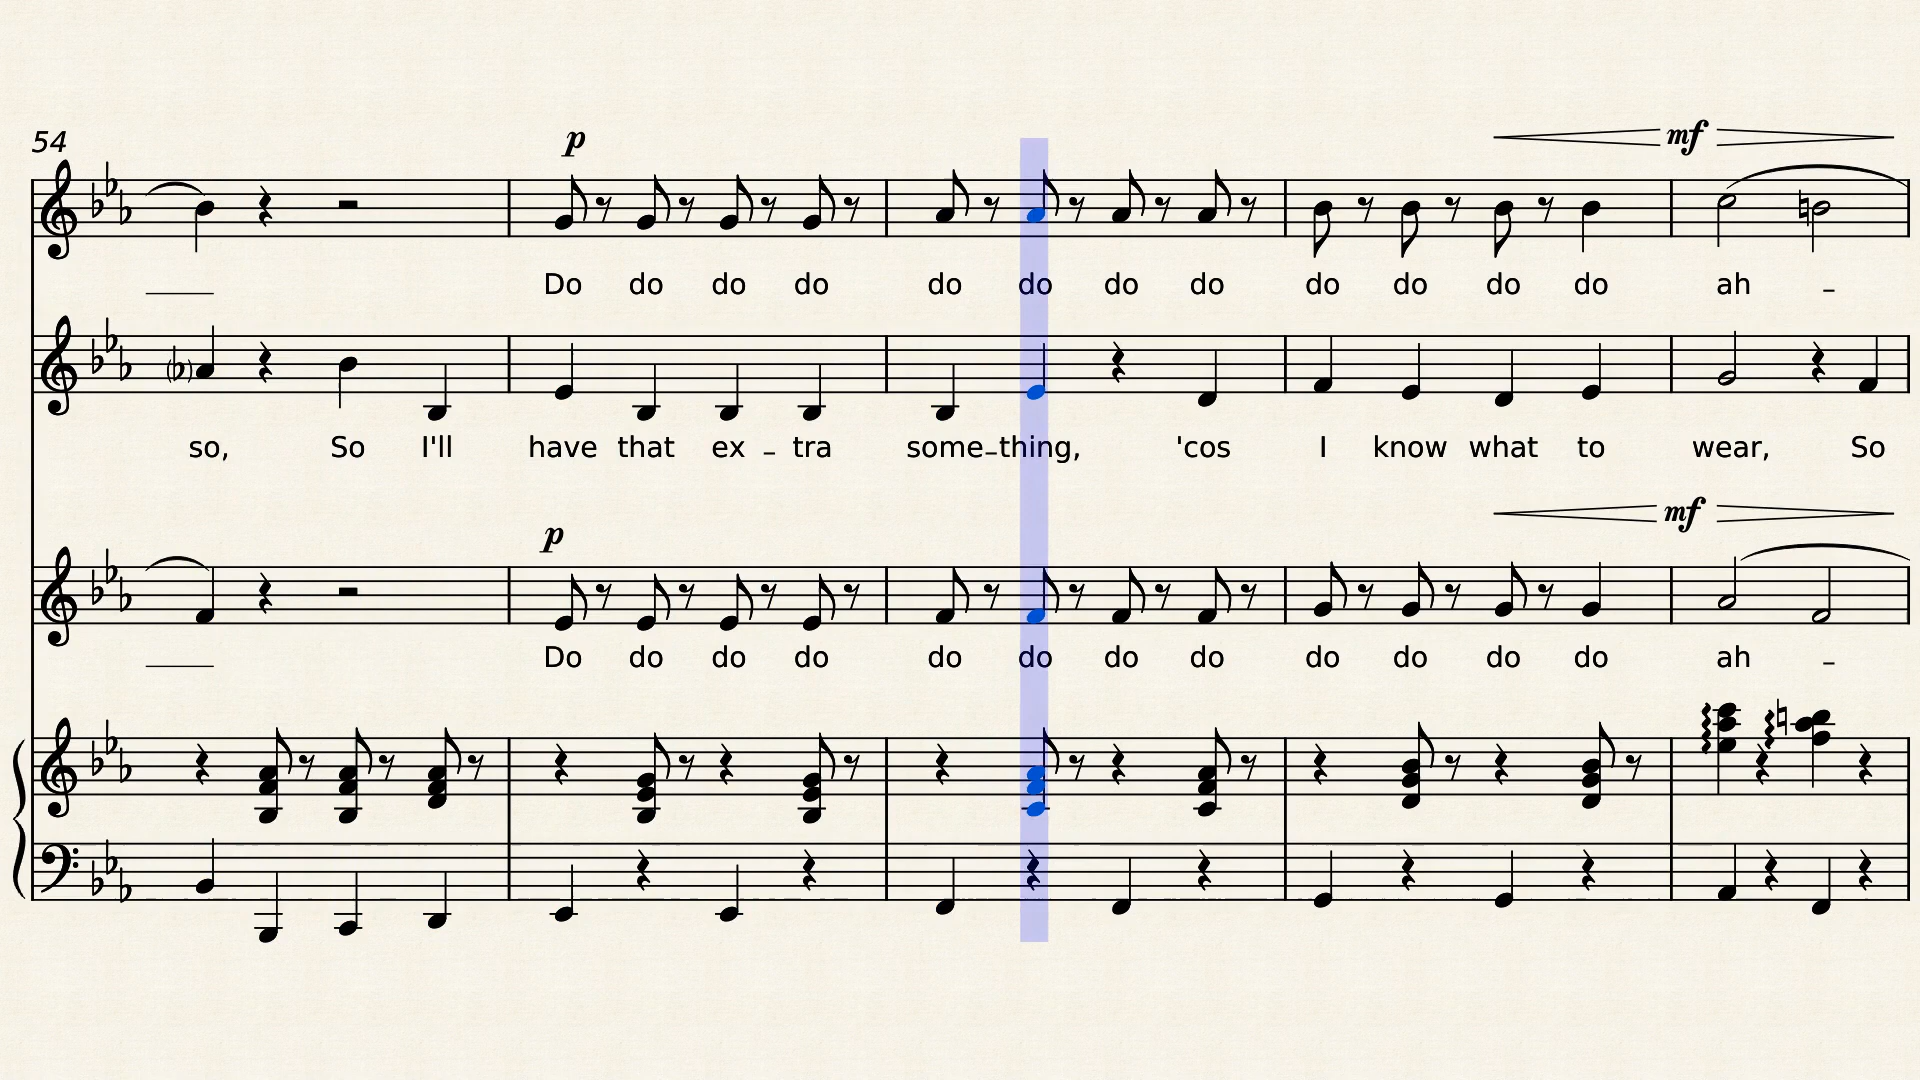 54
p
mf
Do do do do do do do do do do do do ah -
so, So I'll have that ex - tra some-thing, 'cos I know what to wear, So
mf
p
Do do do do do do do do do do do do ah -